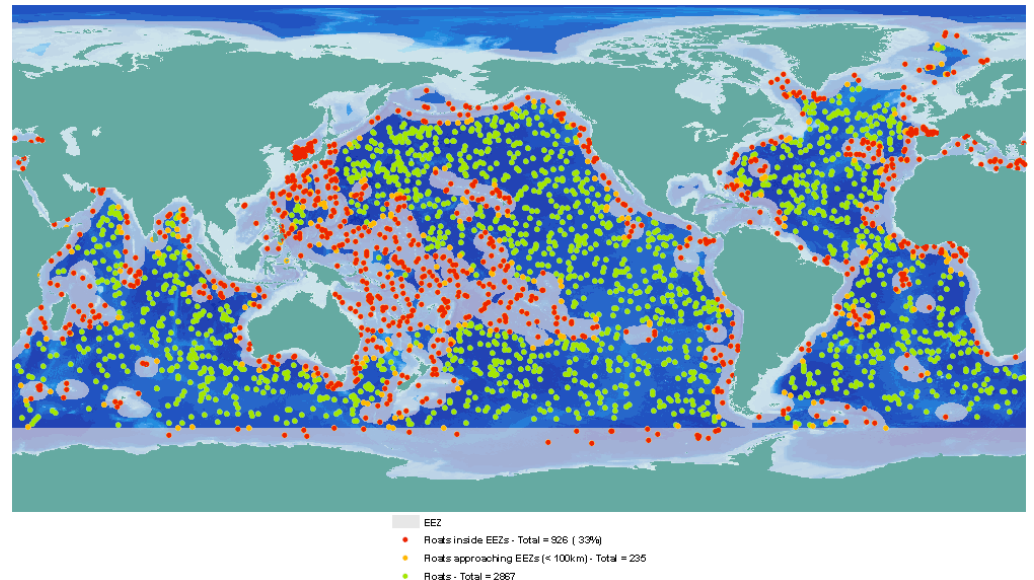 EEZ
Floats inside EEZs - Total = 926 ( 33%)
Floats approaching EEZs (< 100km) - Total = 235
Floats - Total = 2867